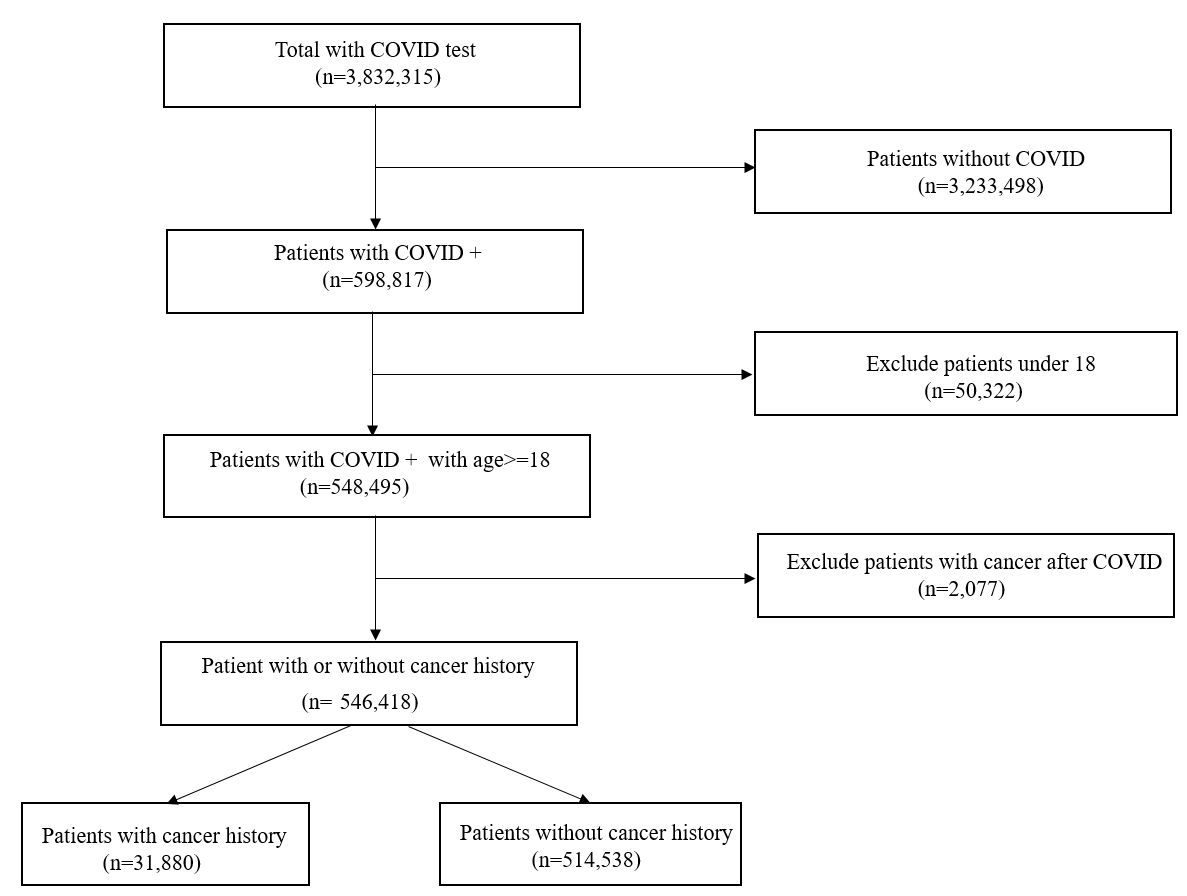 Total with COVID test
(n=3,832,315)
Patients without COVID
(n=3,233,498)
Patients with COVID +
(n=598,817)
Exclude patients under 18
(n=50,322)
Patients with COVID + with age>=18
(n=548,495)
Exclude patients with cancer after COVID
(n=2,077)
Patient with or without cancer history
(n= 546,418)
Patients with cancer history
(n=31,880)
Patients without cancer history
(n=514,538)